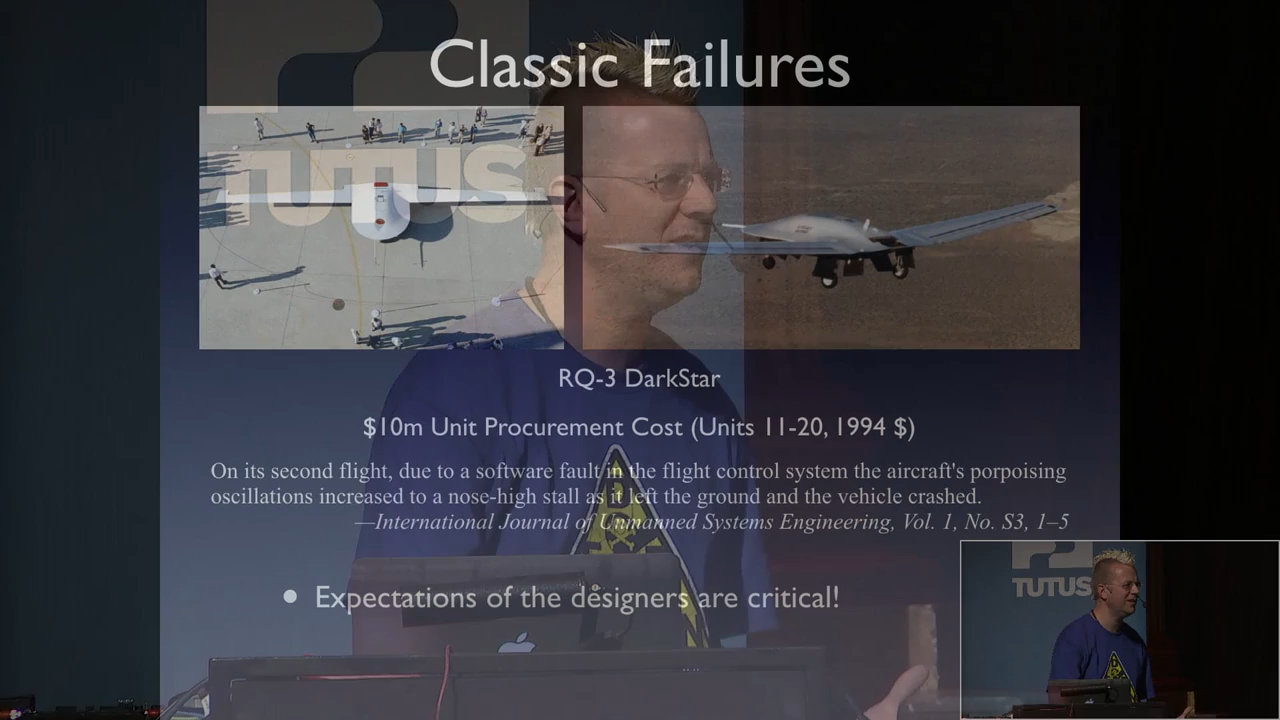 Classic Failures
TUTUS
RQ-3 DarkStar
$10m Unit Procurement Cost (Units 11-20, 1994 $)
On its second flight, due to a software fault in the flight control system the aircraft's porpoising
oscillations increased to a nose-high stall as it left the ground and the vehicle crashed.
—International Journal of Unmanned Systems Engineering, Vol. 1, No. S3, 1–5
• Expectations of the designers are critical!
TUTUS